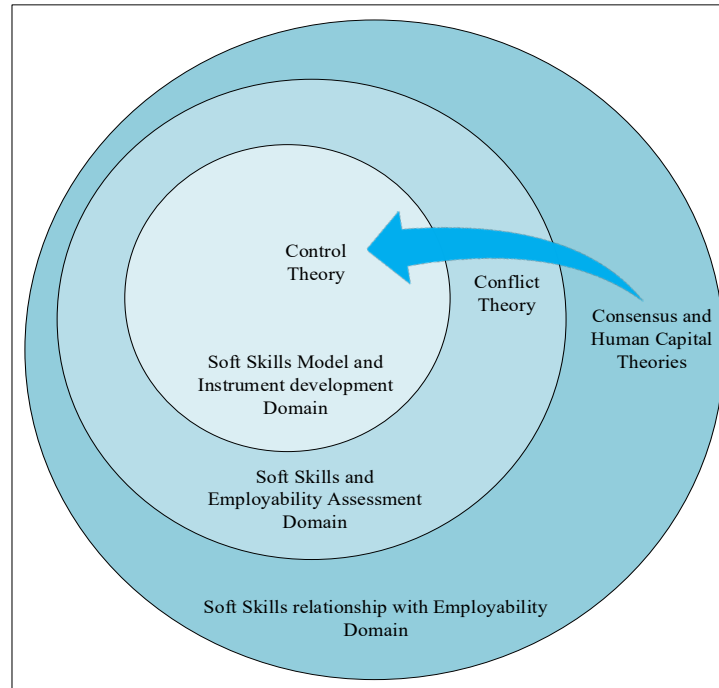 Control
Theory
Conflict
Theory
Consensus and
Human Capital
Theories
Soft Skills Model and
Instrument development
Domain
Soft Skills and
Employability Assessment
Domain
Soft Skills relationship with Employability
Domain